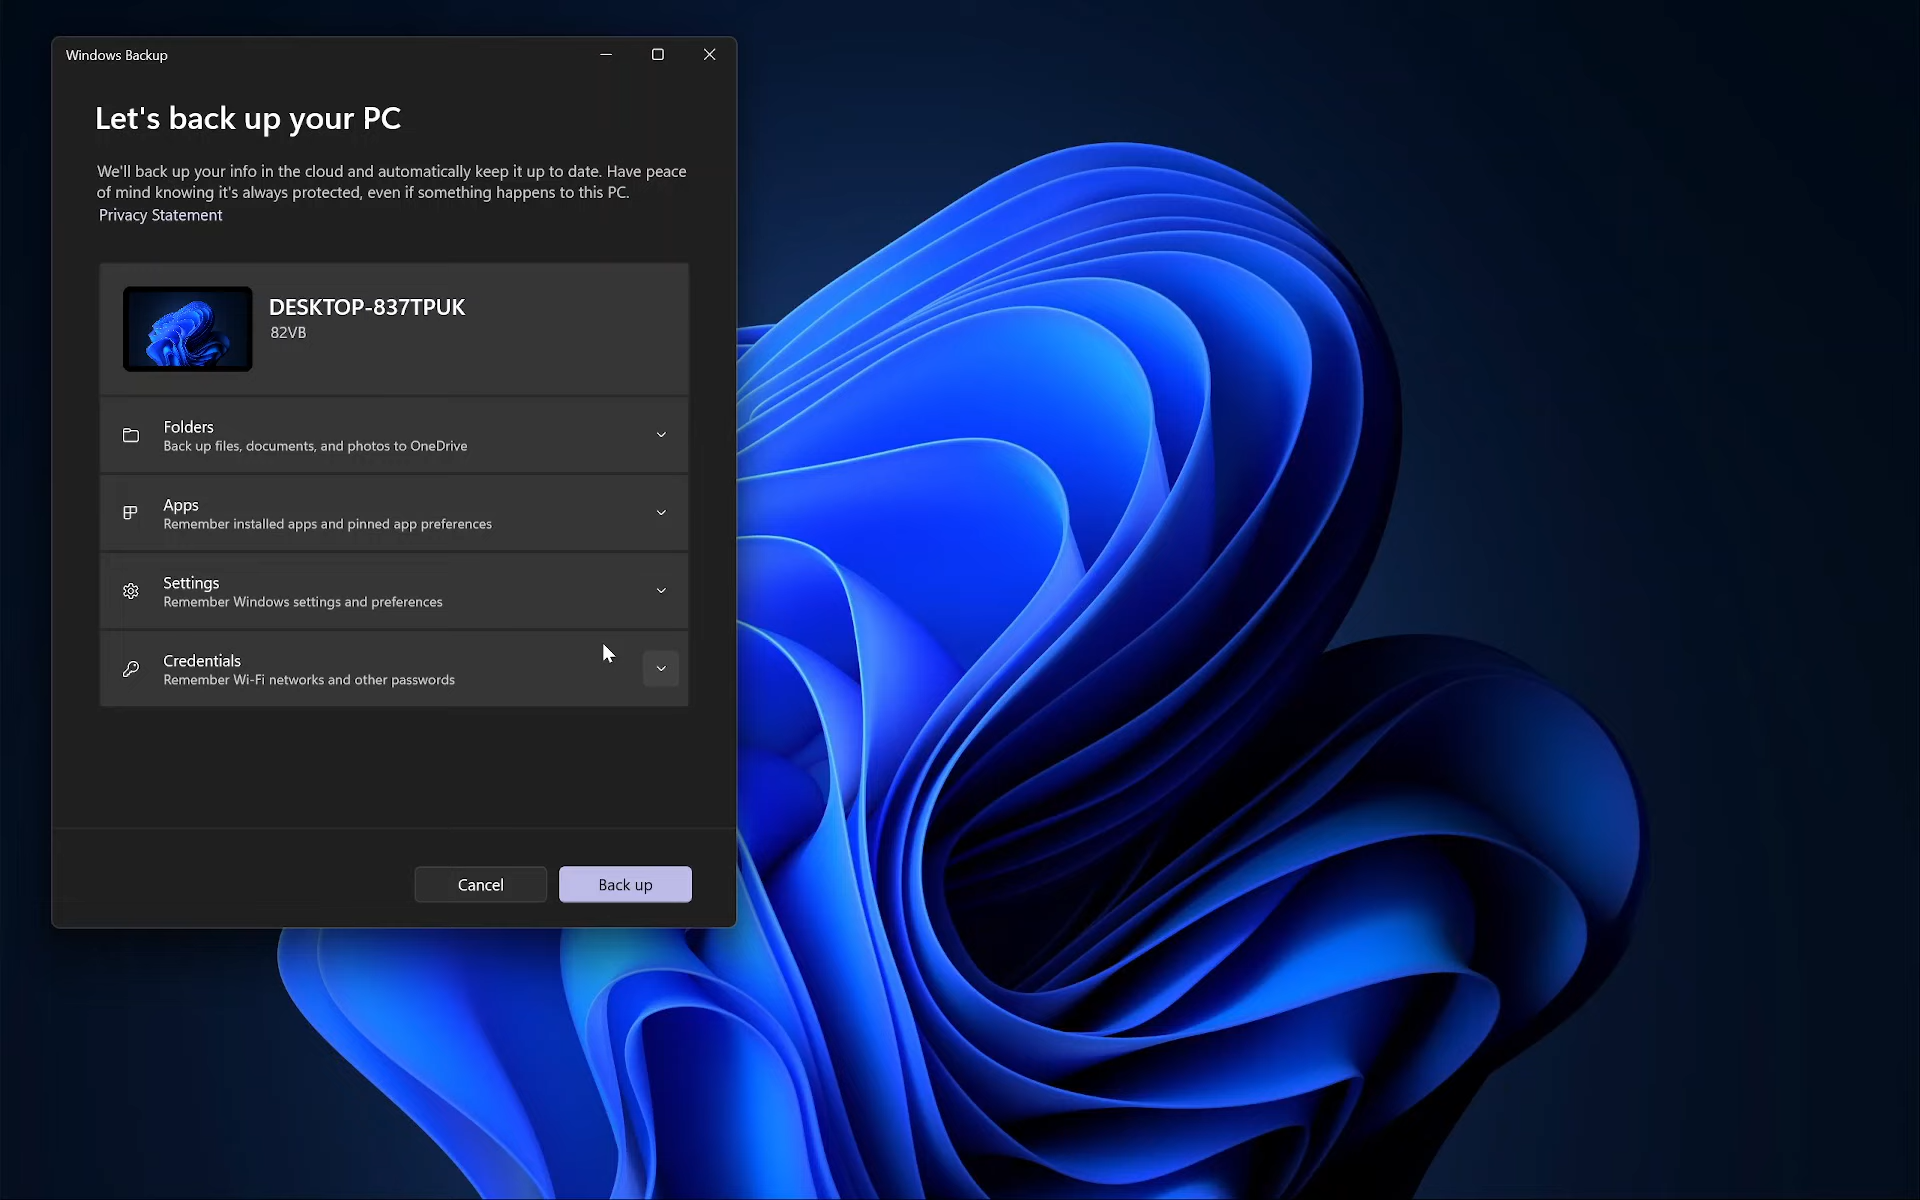 Windows Backup
Let's back up your PC
We'll back up your info in the cloud and automatically keep it up to date. Have peace
of mind knowing it's always protected, even if something happens to this PC.
Privacy Statement
DESKTOP-837TPUK
82VB
Folders
Back up files, documents, and photos to OneDrive
Apps
Remember installed apps and pinned app preferences
Settings
Remember Windows settings and preferences
Credentials
Remember Wi-Fi networks and other passwords
Cancel
Back up